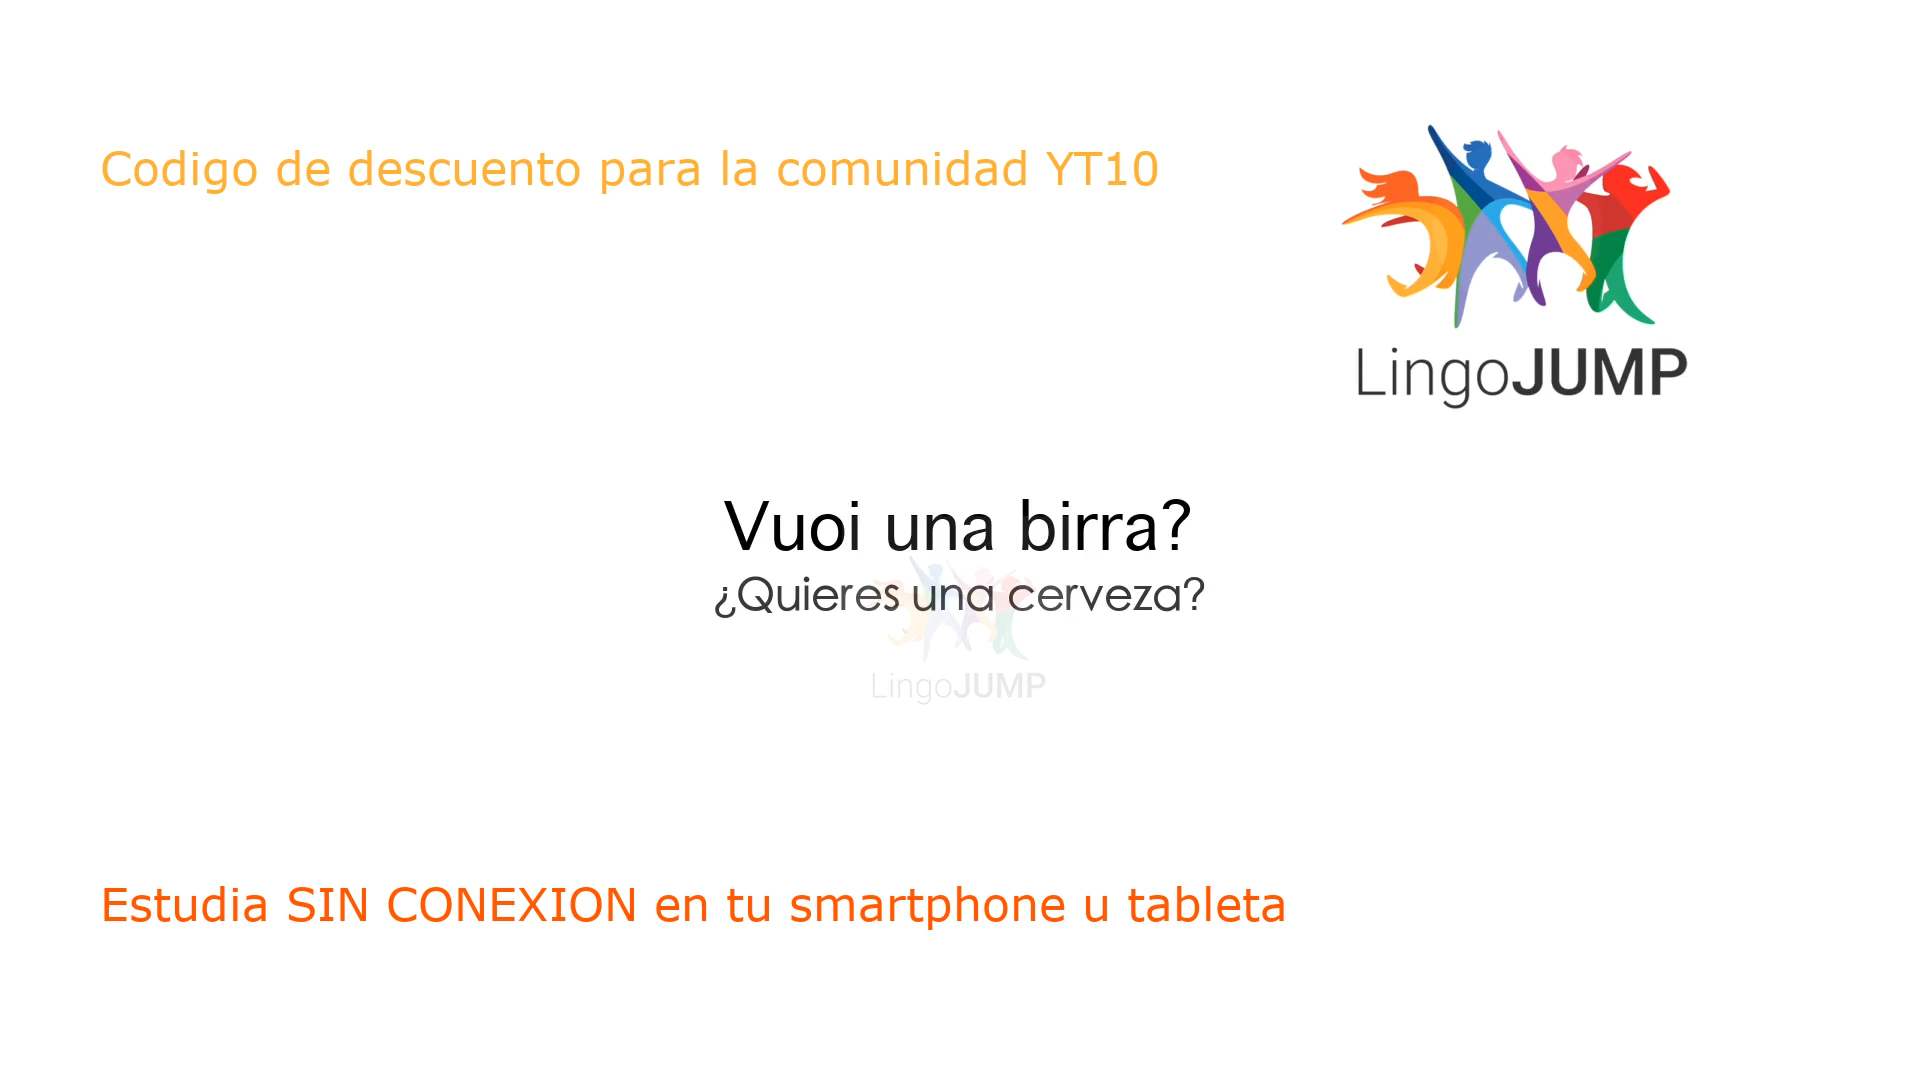 Codigo de descuento para la comunidad YT10
LingoJUMP
Vuoi una birra?
¿Quieres una cerveza?
LingoJUMP
Estudia SIN CONEXION en tu smartphone u tableta